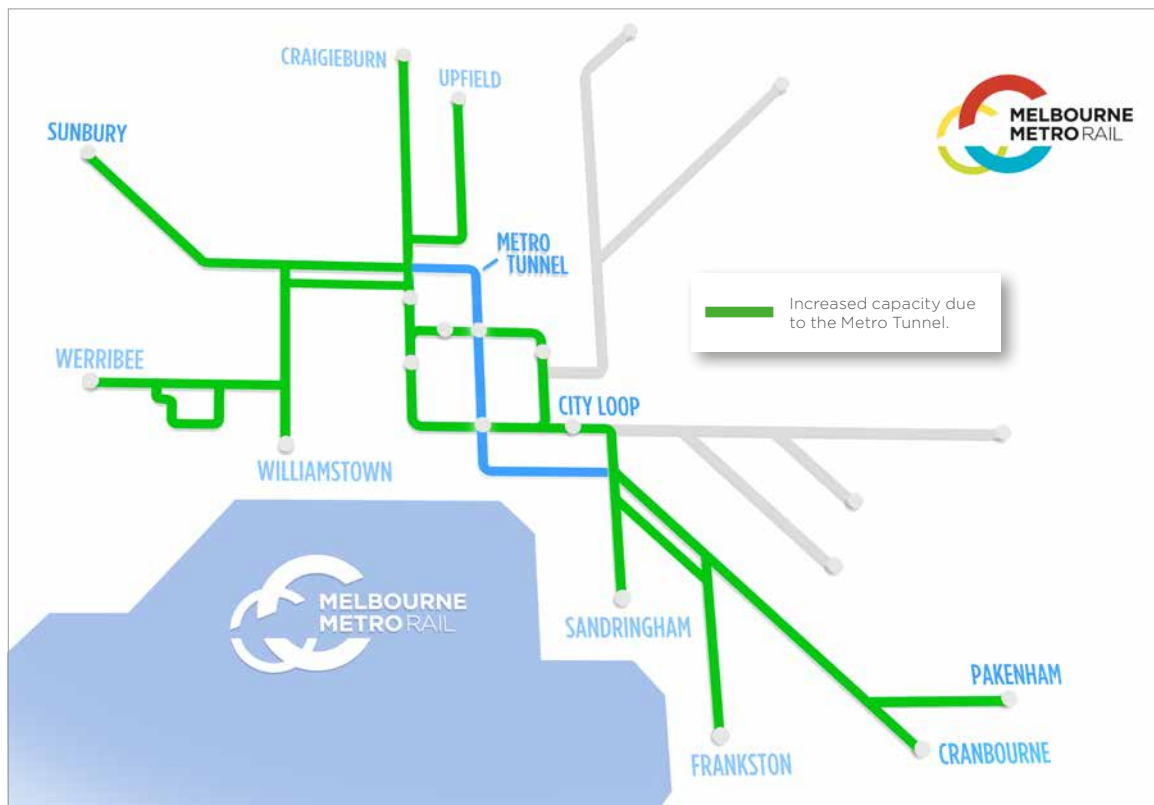 CRAIGIEBURN
UPFIELD
SUNBURY
MELBOURNE
METRO RAIL
METRO
TUNNEL
Increased capacity due
to the Metro Tunnel.
WERRIBEE
CITY LOOP
WILLIAMSTOWN
MELBOURNE
METRO RAIL
SANDRINGHAM
PAKENHAM
CRANBOURNE
FRANKSTON